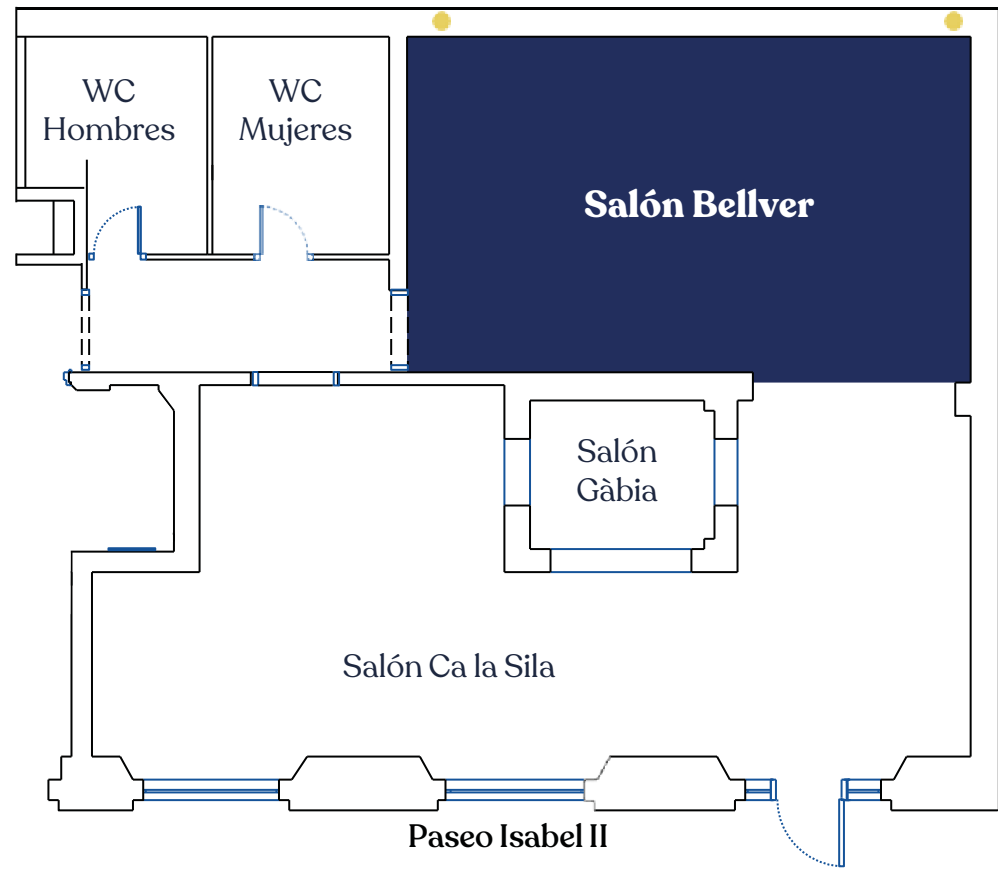 WC
Hombres
WC
Mujeres
Salón Bellver
Salón
Gàbia
Salón Ca la Sila
Paseo Isabel II